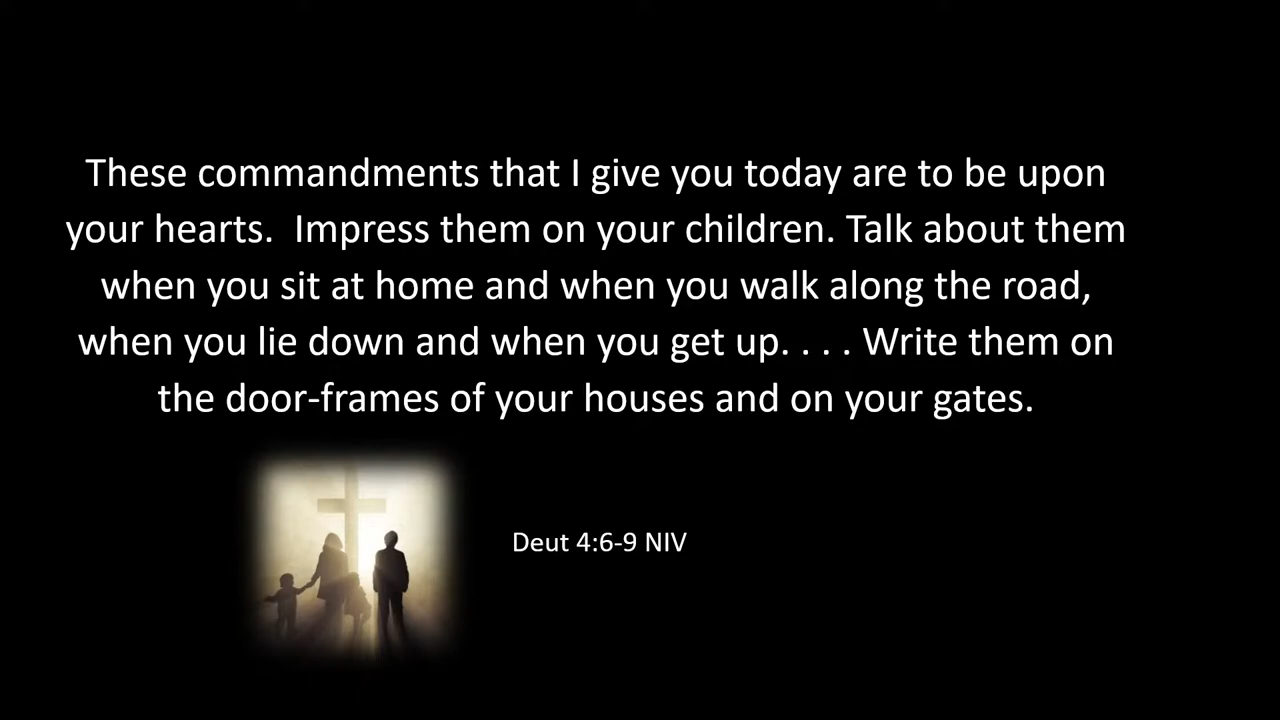 These commandments that I give you today are to be upon
your hearts.  Impress them on your children. Talk about them
when you sit at home and when you walk along the road,
when you lie down and when you get up. . . . Write them on
the door-frames of your houses and on your gates.
Deut 4:6-9 NIV